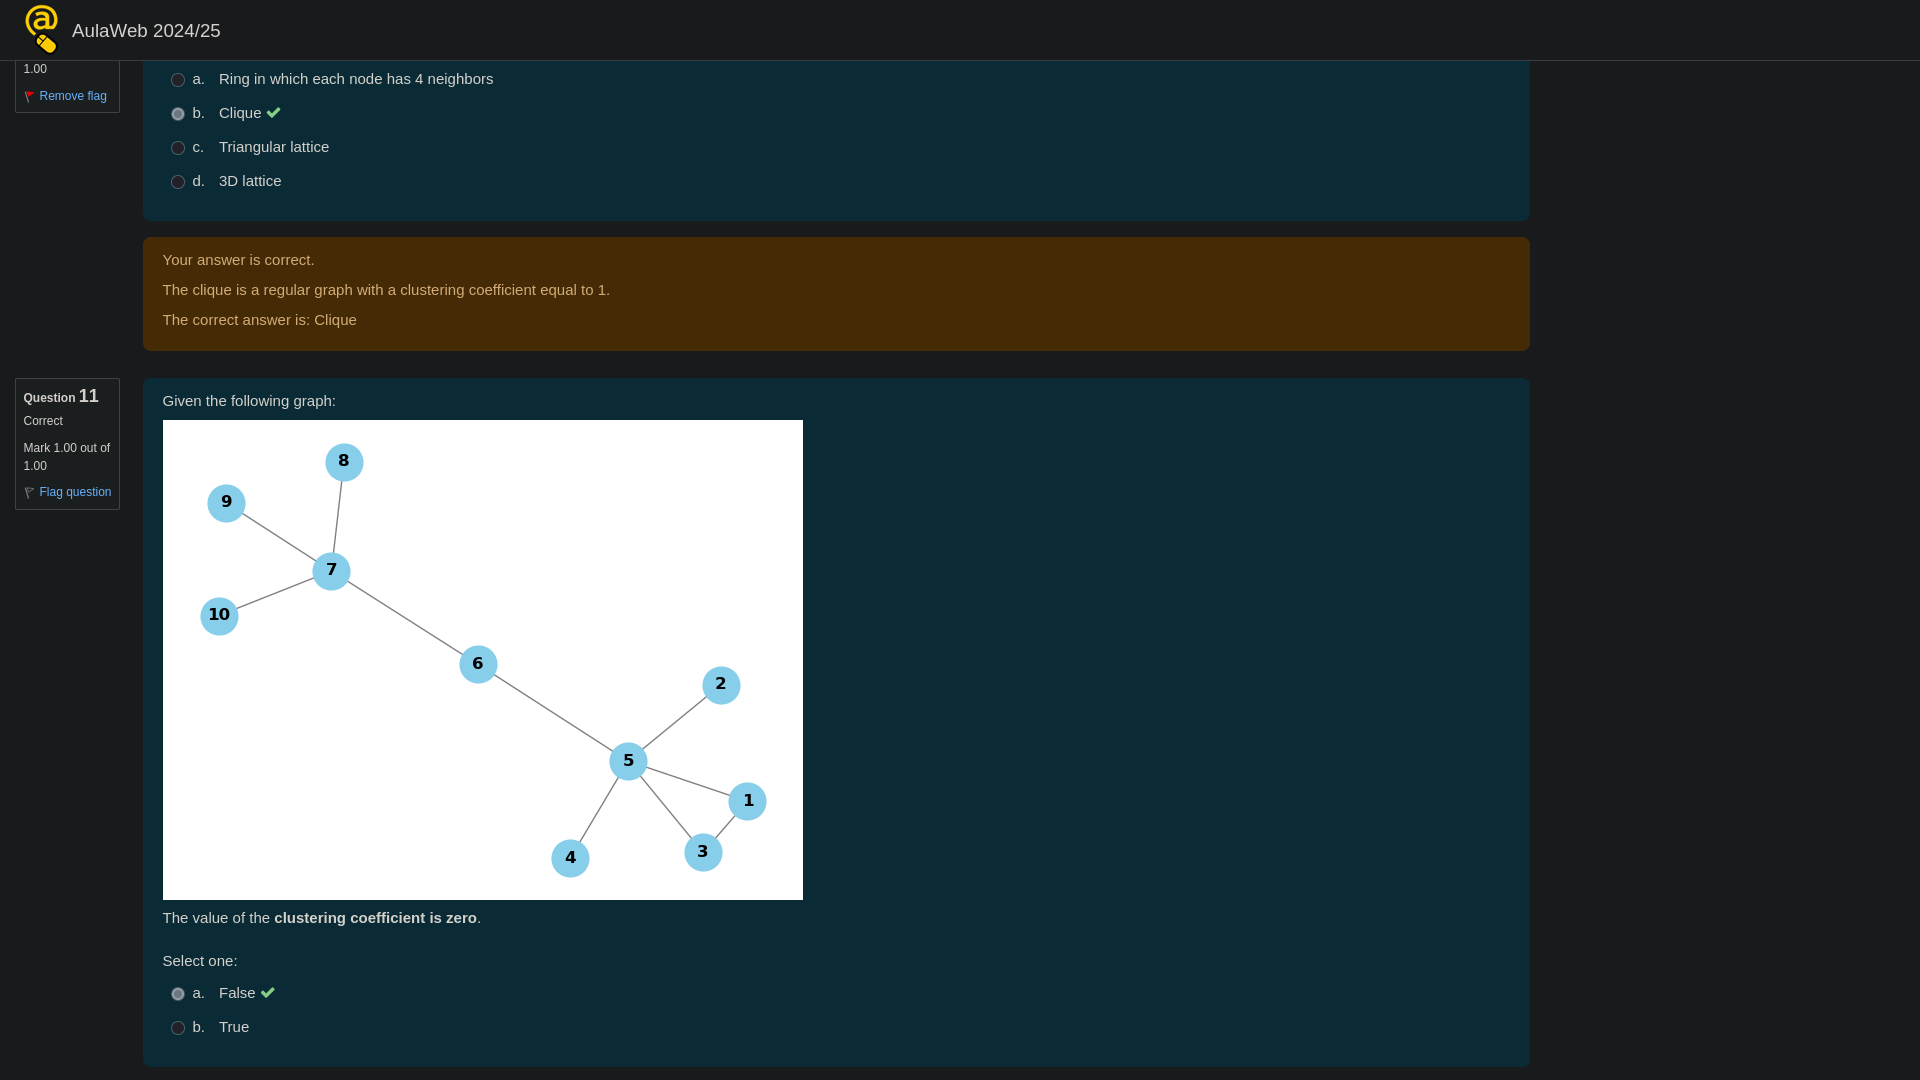 AulaWeb 2024/25
1.00
Remove flag
a. Ring in which each node has 4 neighbors
b. Clique
c. Triangular lattice
d. 3D lattice
Your answer is correct.
The clique is a regular graph with a clustering coefficient equal to 1.
The correct answer is: Clique
Question 11
Correct
Mark 1.00 out of
1.00
Flag question
Given the following graph:
8
9
7
10
6
2
5
1
3
4
The value of the clustering coefficient is zero.
Select one:
a. False
b. True